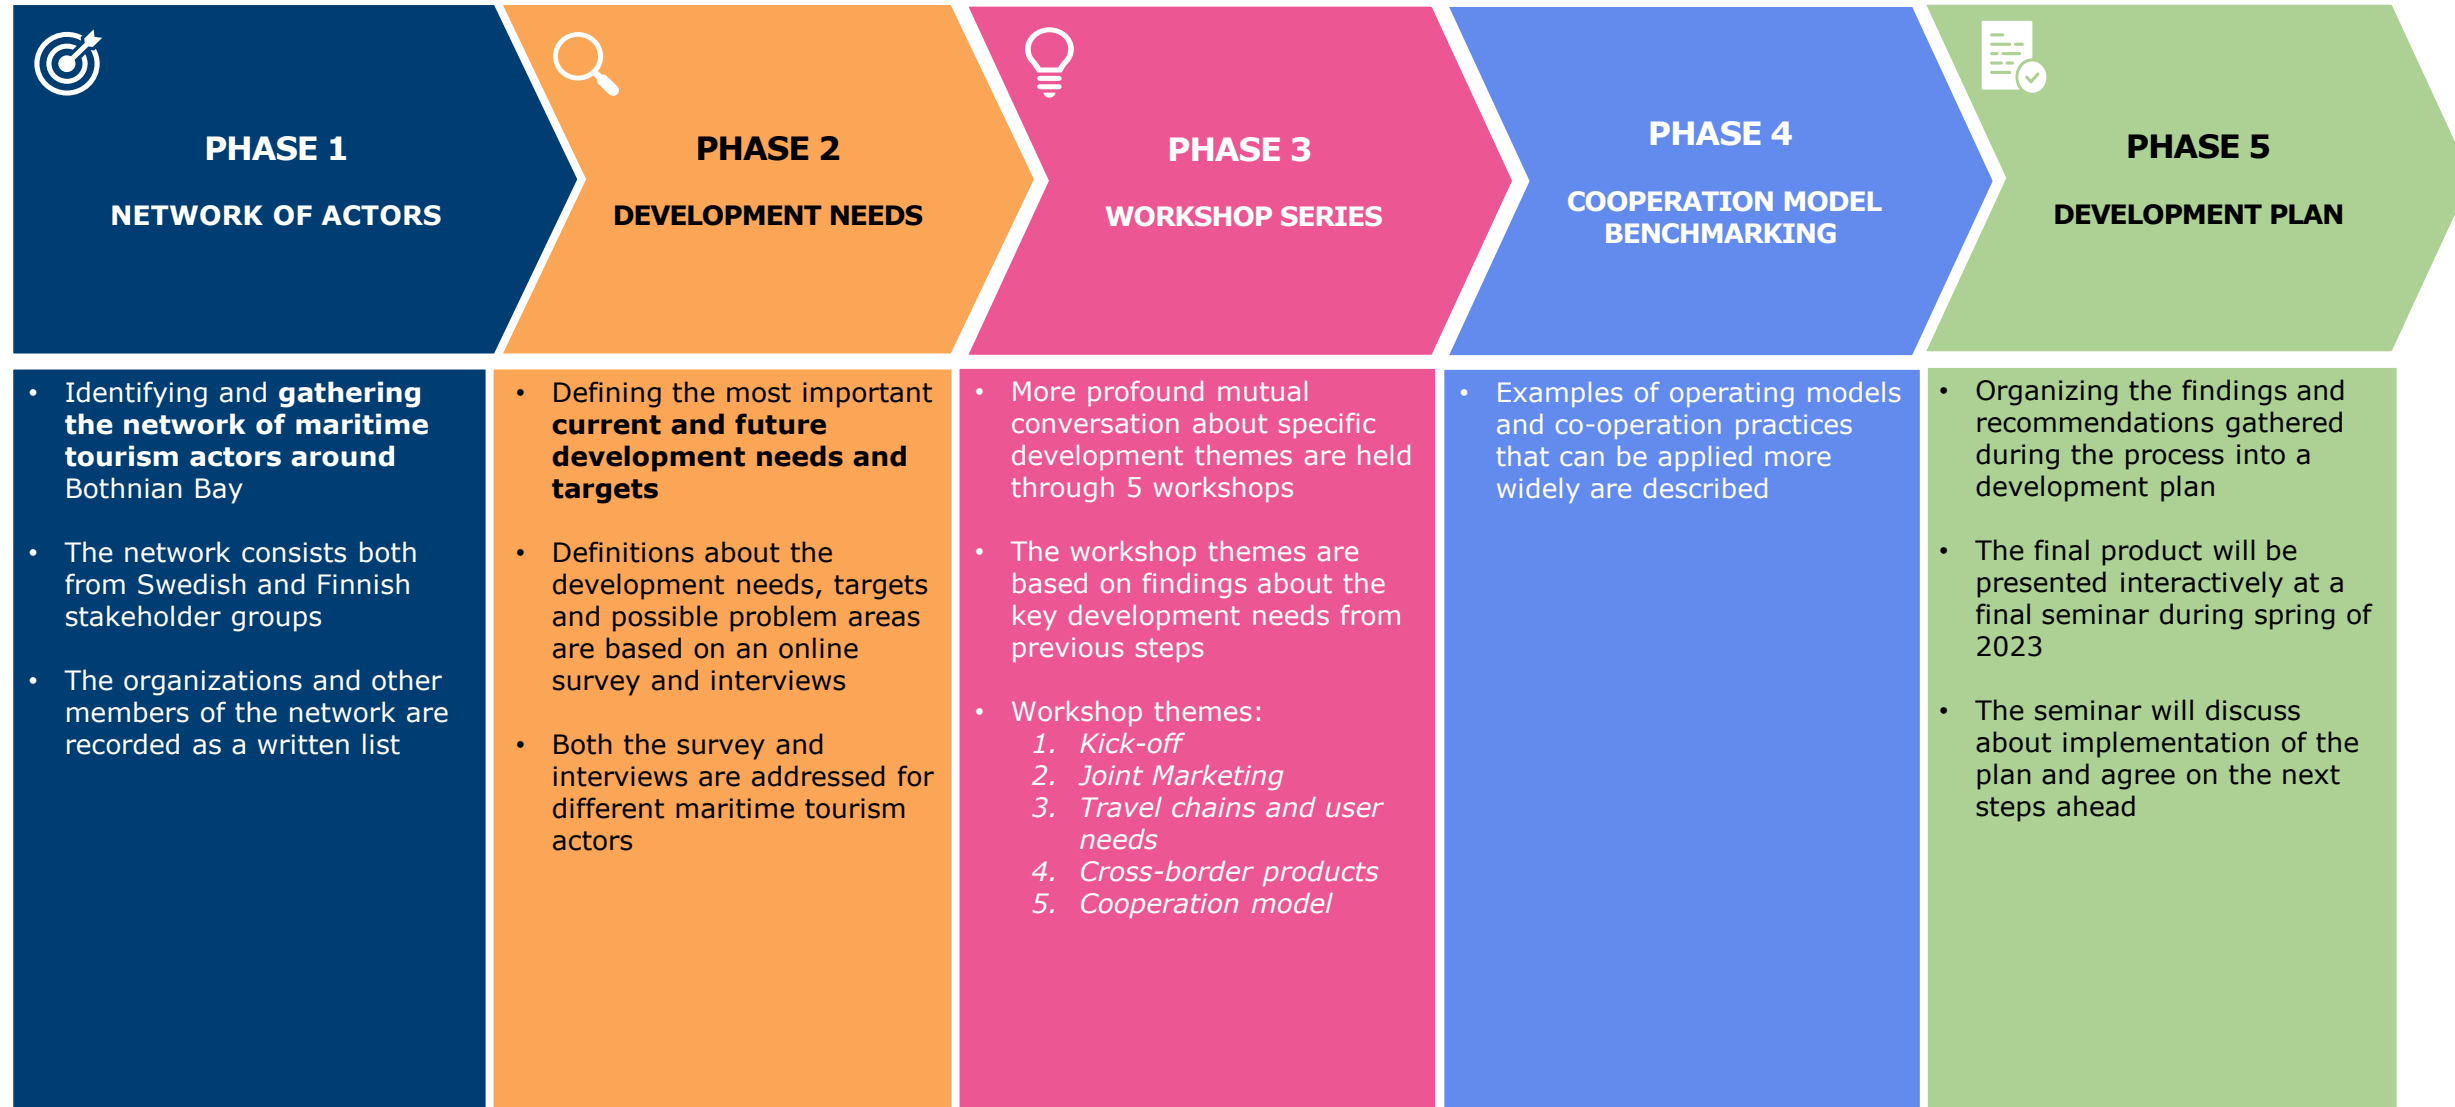 PHASE 1
NETWORK OF ACTORS
PHASE 2
DEVELOPMENT NEEDS
PHASE 3
WORKSHOP SERIES
PHASE 4
COOPERATION MODEL
BENCHMARKING
PHASE 5
DEVELOPMENT PLAN
• Identifying and gathering
the network of maritime
tourism actors around
Bothnian Bay
• The network consists both
from Swedish and Finnish
stakeholder groups
• The organizations and other
members of the network are
recorded as a written list
• Defining the most important
current and future
development needs and
targets
• Definitions about the
development needs, targets
and possible problem areas
are based on an online
survey and interviews
• Both the survey and
interviews are addressed for
different maritime tourism
actors
• More profound mutual
conversation about specific
development themes are held
through 5 workshops
• The workshop themes are
based on findings about the
key development needs from
previous steps
• Workshop themes:
1. Kick-off
2. Joint Marketing
3. Travel chains and user
needs
4. Cross-border products
5. Cooperation model
• Examples of operating models
and co-operation practices
that can be applied more
widely are described
• Organizing the findings and
recommendations gathered
during the process into a
development plan
• The final product will be
presented interactively at a
final seminar during spring of
2023
• The seminar will discuss
about implementation of the
plan and agree on the next
steps ahead